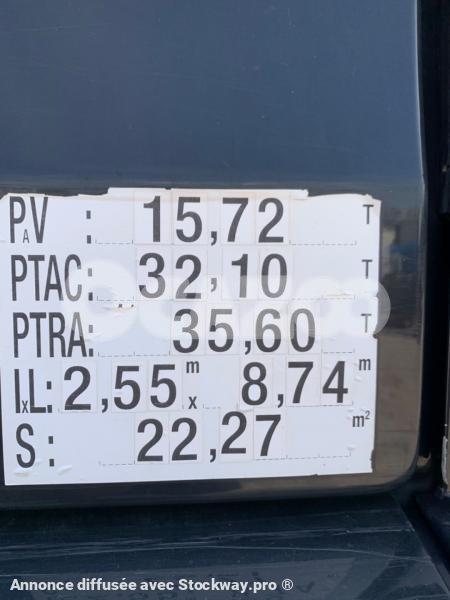 PAV : 15,72 T
PTAC: 32,10 T
PTRA: 35,60 T
lxL: 2,55 m x 8,74 m
S : 22,27 m²
Annonce diffusée avec Stockway.pro ®